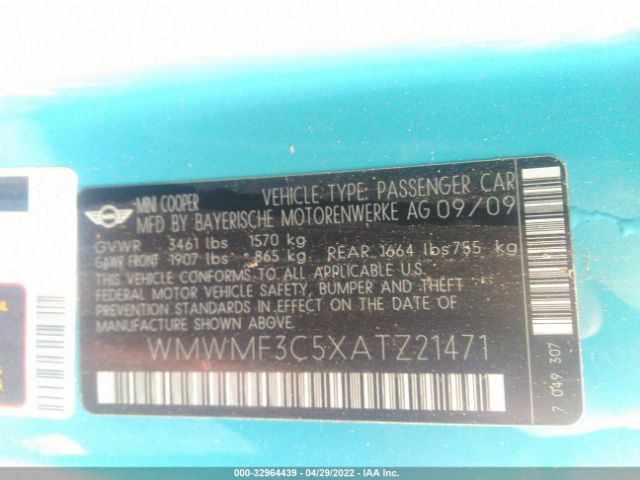 MINI COOPER VEHICLE TYPE: PASSENGER CAR
MFD BY BAYERISCHE MOTORENWERKE AG 09/09
GVWR 3461 lbs 1570 kg
GAWR FRONT 1907 lbs 865 kg REAR 1664 lbs 755 kg
THIS VEHICLE CONFORMS TO ALL APPLICABLE U.S.
FEDERAL MOTOR VEHICLE SAFETY, BUMPER AND THEFT
PREVENTION STANDARDS IN EFFECT ON THE DATE OF
MANUFACTURE SHOWN ABOVE.
WMWMF3C5XATZ21471
7 049 307
000-32964439 - 04/29/2022 - IAA Inc.